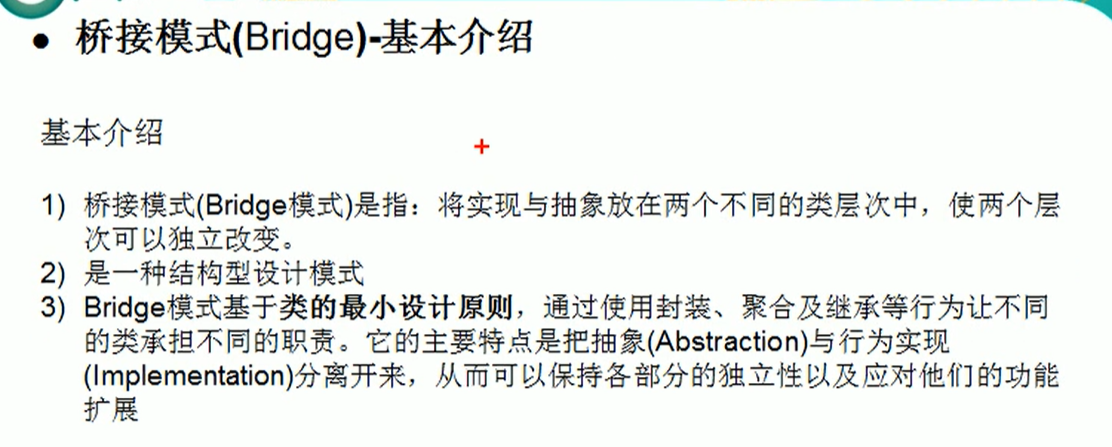 ● 桥接模式(Bridge)-基本介绍
基本介绍
1) 桥接模式(Bridge模式)是指：将实现与抽象放在两个不同的类层次中，使两个层
次可以独立改变。
2) 是一种结构型设计模式
3) Bridge模式基于类的最小设计原则，通过使用封装、聚合及继承等行为让不同
的类承担不同的职责。它的主要特点是把抽象(Abstraction)与行为实现
(Implementation)分离开来，从而可以保持各部分的独立性以及应对他们的功能
扩展